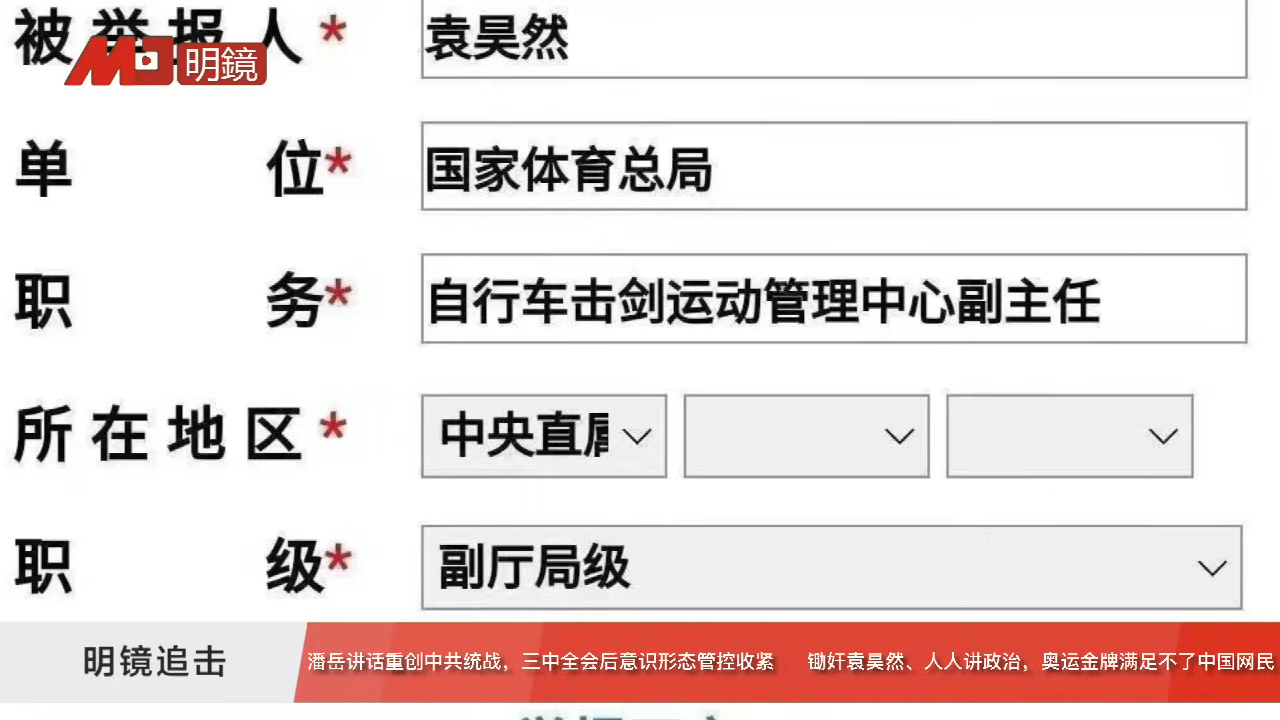 被举报人* 袁昊然
明鏡
单位* 国家体育总局
职务* 自行车击剑运动管理中心副主任
所在地区* 中央直属
职级* 副厅局级
明镜追击 潘岳讲话重创中共统战，三中全会后意识形态管控收紧 锄奸袁昊然、人人讲政治，奥运金牌满足不了中国网民